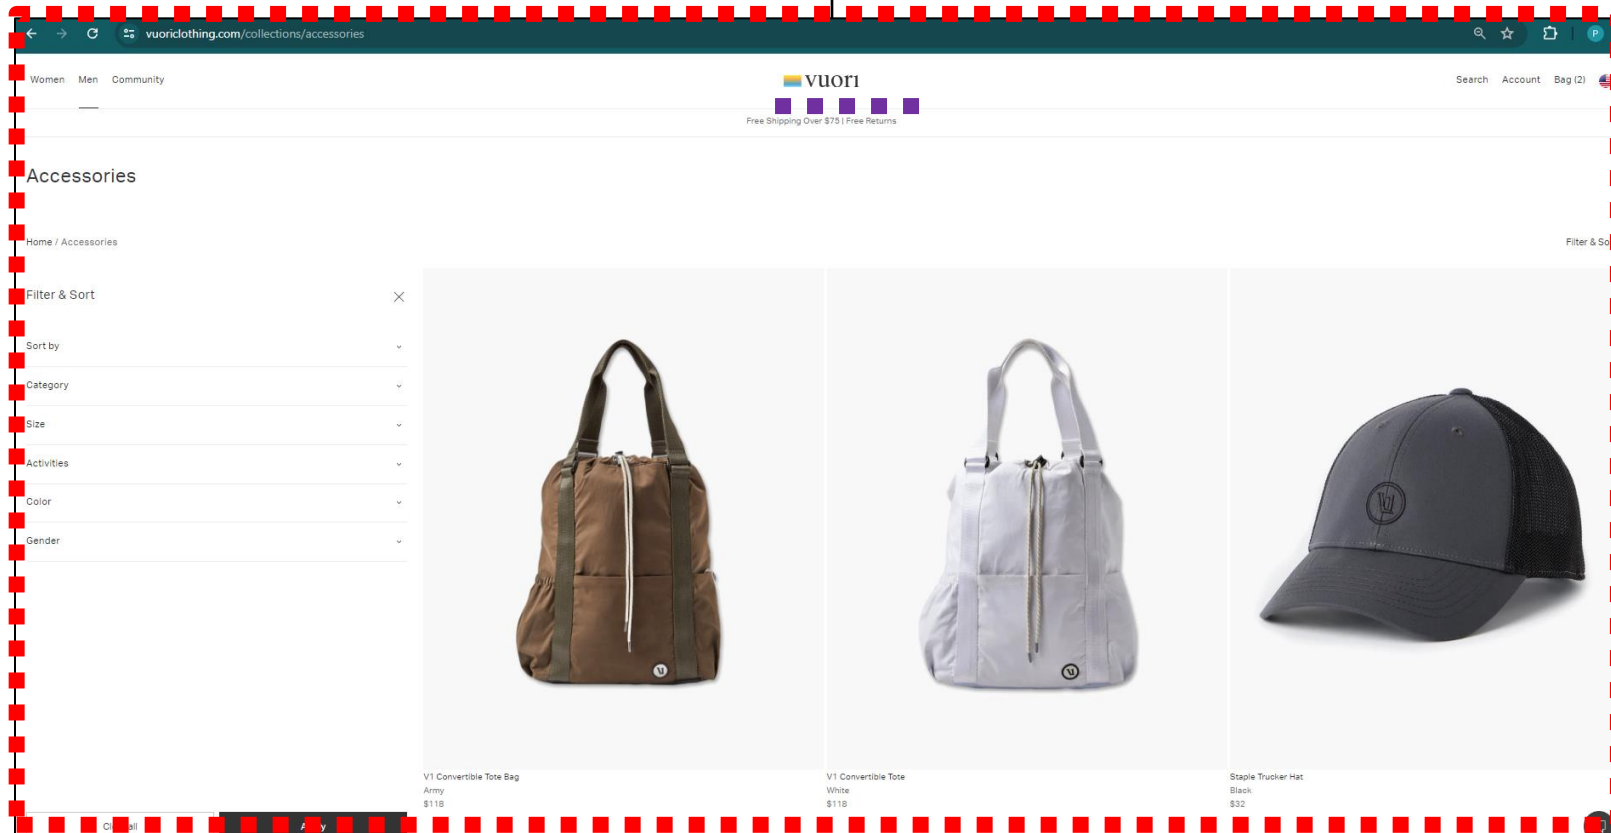 vuoriclothing.com/collections/accessories
P
Women Men Community
vuori
Search Account Bag (2)
Free Shipping Over $75 | Free Returns
Accessories
Home / Accessories
Filter & So
Filter & Sort
Sort by
Category
Size
Activities
Color
Gender
V1 Convertible Tote Bag
Army
$118
V1 Convertible Tote
White
$118
Staple Trucker Hat
Black
$32